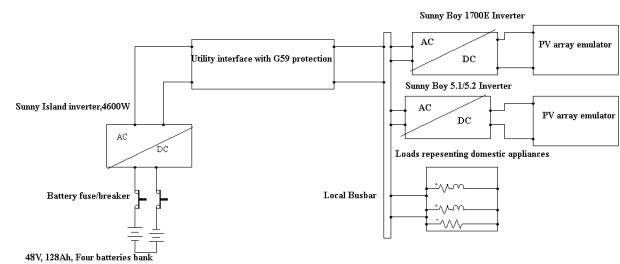 Sunny Boy 1700E Inverter
AC
DC
PV array emulator
Utility interface with G59 protection
Sunny Boy 5.1/5.2 Inverter
AC
DC
PV array emulator
Sunny Island inverter,4600W
AC
DC
Loads repesenting domestic appliances
Battery fuse/breaker
Local Busbar
48V, 128Ah, Four batteries bank